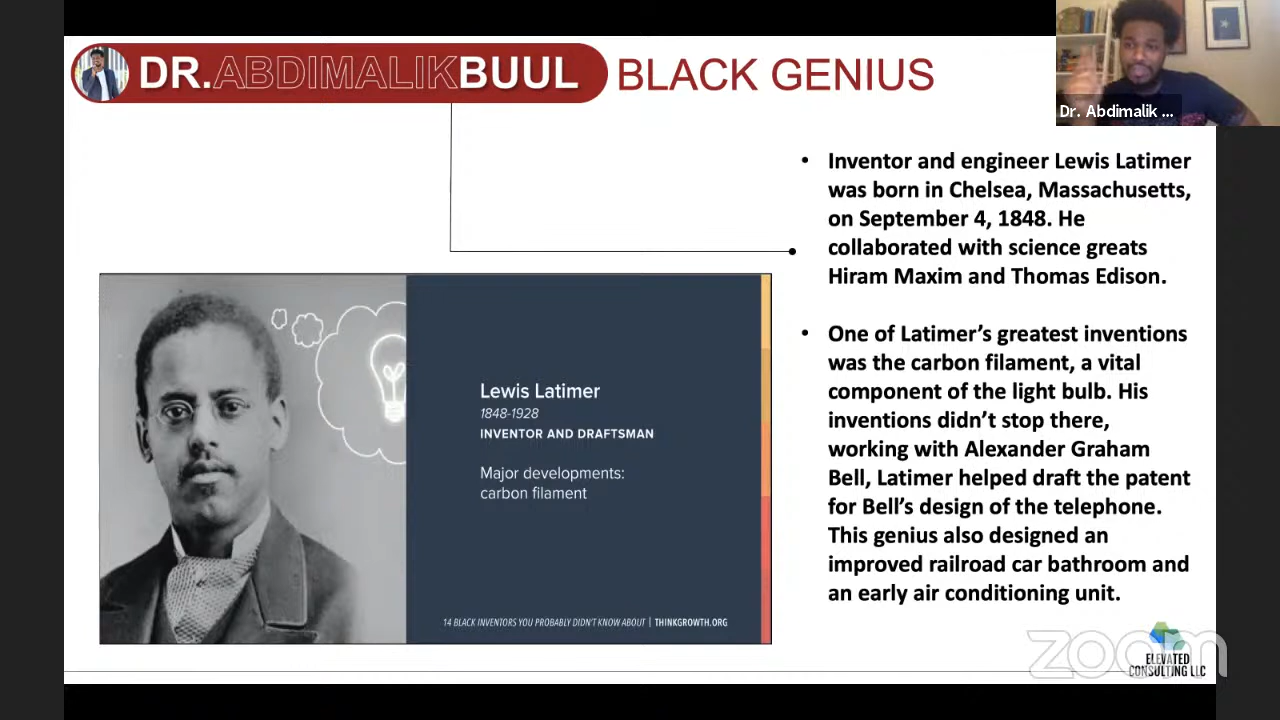 DR.ABDIMALIKBUUL BLACK GENIUS
Dr. Abdimalik ...
• Inventor and engineer Lewis Latimer
was born in Chelsea, Massachusetts,
on September 4, 1848. He
collaborated with science greats
Hiram Maxim and Thomas Edison.
• One of Latimer’s greatest inventions
was the carbon filament, a vital
component of the light bulb. His
inventions didn’t stop there,
working with Alexander Graham
Bell, Latimer helped draft the patent
for Bell’s design of the telephone.
This genius also designed an
improved railroad car bathroom and
an early air conditioning unit.
Lewis Latimer
1848-1928
INVENTOR AND DRAFTSMAN
Major developments:
carbon filament
14 BLACK INVENTORS YOU PROBABLY DIDN'T KNOW ABOUT | THINKGROWTH.ORG
zoom
ELEVATED
CONSULTING LLC